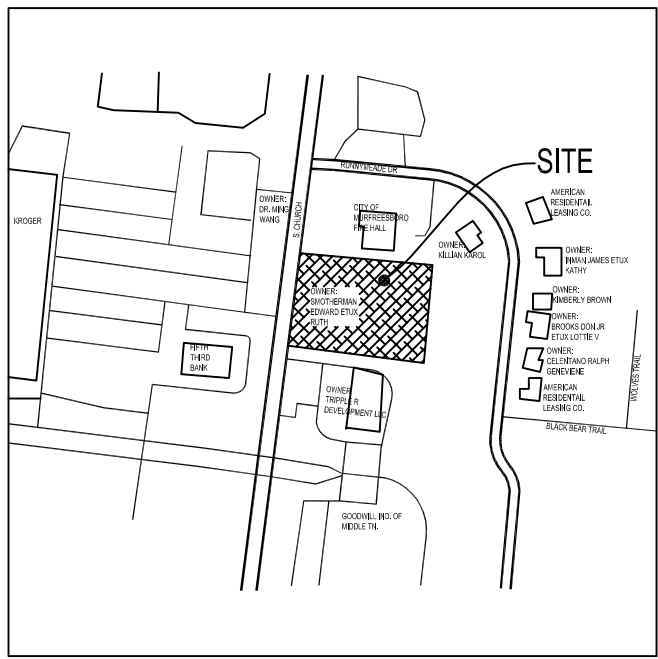 SITE
RUNNYMEADE DR
AMERICAN
RESIDENTAIL
LEASING CO.
OWNER:
DR. MING
WANG
CITY OF
MURFREESBORO
FIRE HALL
KROGER
S. CHURCH
OWNER:
KILLIAN KAROL
OWNER:
INMAN JAMES ETUX
KATHY
OWNER:
SMOTHERMAN
EDWARD ETUX
RUTH
OWNER:
KIMBERLY BROWN
OWNER:
BROOKS DON JR
ETUX LOTTIE V
FIFTH
THIRD
BANK
OWNER:
CELENTANO RALPH
GENEVIENE
WOLVES TRAIL
OWNER:
TRIPPLE R
DEVELOPMENT LLC
AMERICAN
RESIDENTAIL
LEASING CO.
BLACK BEAR TRAIL
GOODWILL IND. OF
MIDDLE TN.